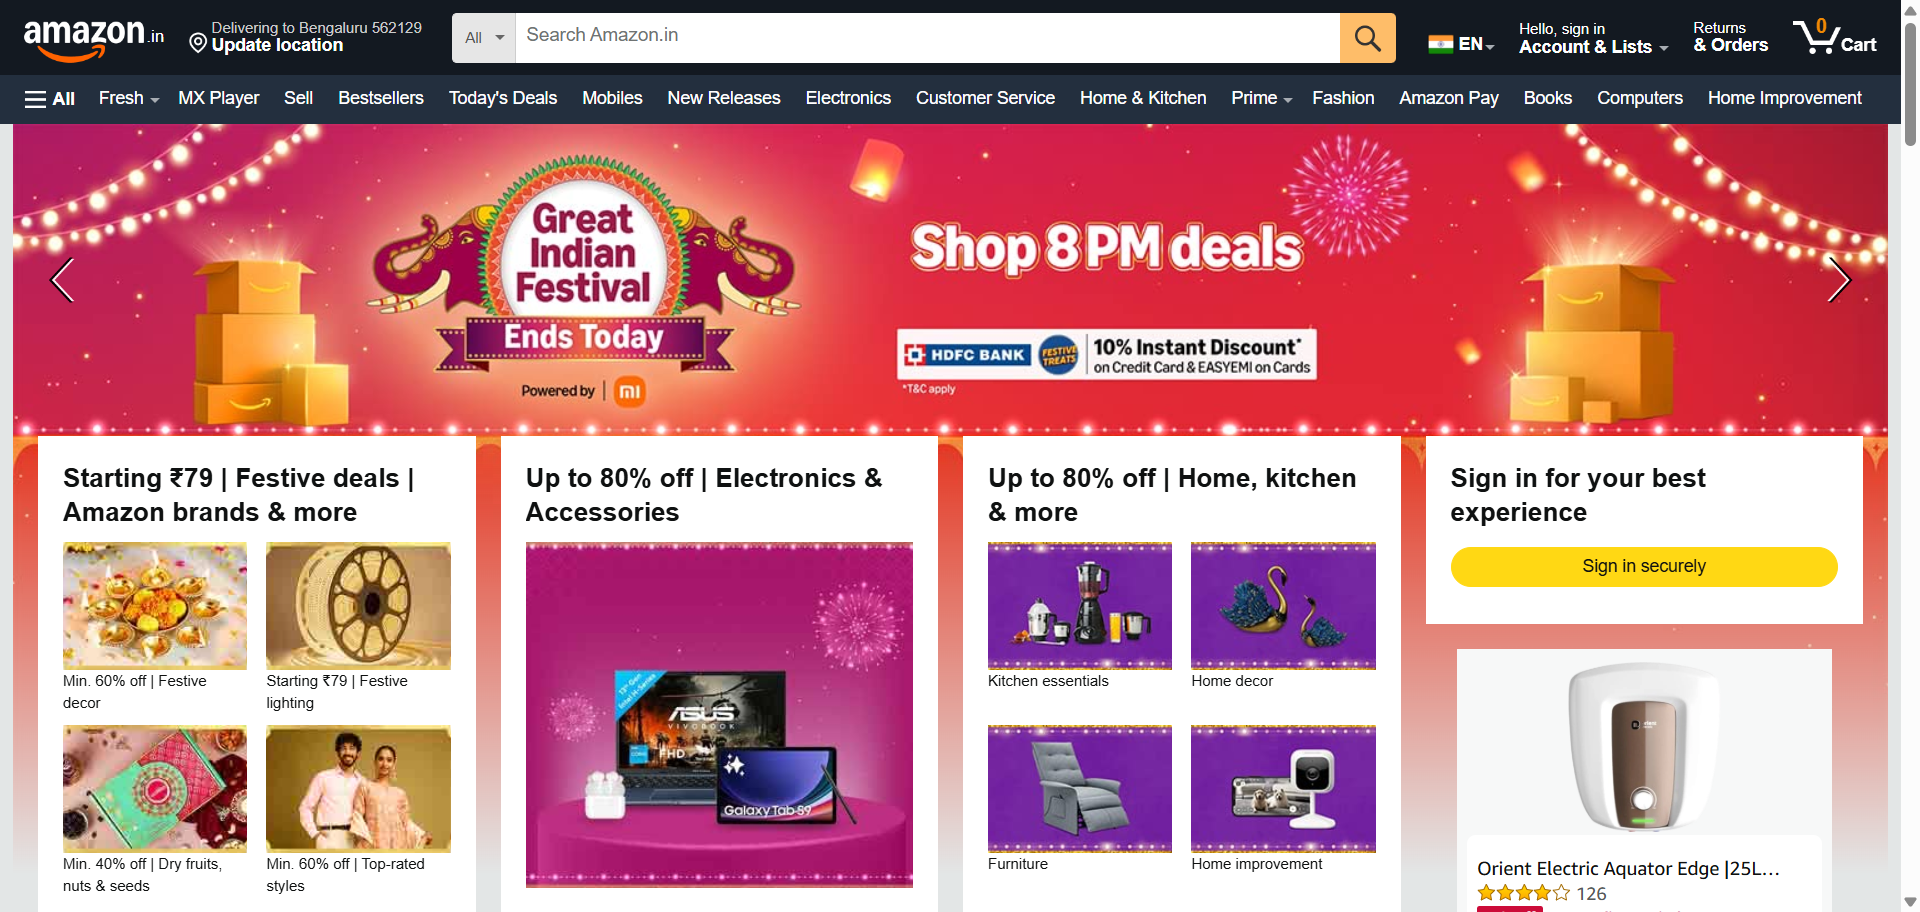 amazon.in
Delivering to Bengaluru 562129
Update location
All
Search Amazon.in
EN
Hello, sign in
Account & Lists
Returns
& Orders
0
Cart
All
Fresh
MX Player
Sell
Bestsellers
Today's Deals
Mobiles
New Releases
Electronics
Customer Service
Home & Kitchen
Prime
Fashion
Amazon Pay
Books
Computers
Home Improvement
Great
Indian
Festival
Ends Today
Powered by | mi
Shop 8PM deals
HDFC BANK
FESTIVE
TREATS
10% Instant Discount*
on Credit Card & EASYEMI on Cards
*T&C apply
Starting ₹79 | Festive deals |
Amazon brands & more
Min. 60% off | Festive
decor
Starting ₹79 | Festive
lighting
Min. 40% off | Dry fruits,
nuts & seeds
Min. 60% off | Top-rated
styles
Up to 80% off | Electronics &
Accessories
13th Gen
Intel H-Series
ASUS
VIVOBOOK
FHD
Galaxy Tab S9
Up to 80% off | Home, kitchen
& more
Kitchen essentials
Home decor
Furniture
Home improvement
Sign in for your best
experience
Sign in securely
Orient Electric Aquator Edge |25L...
126